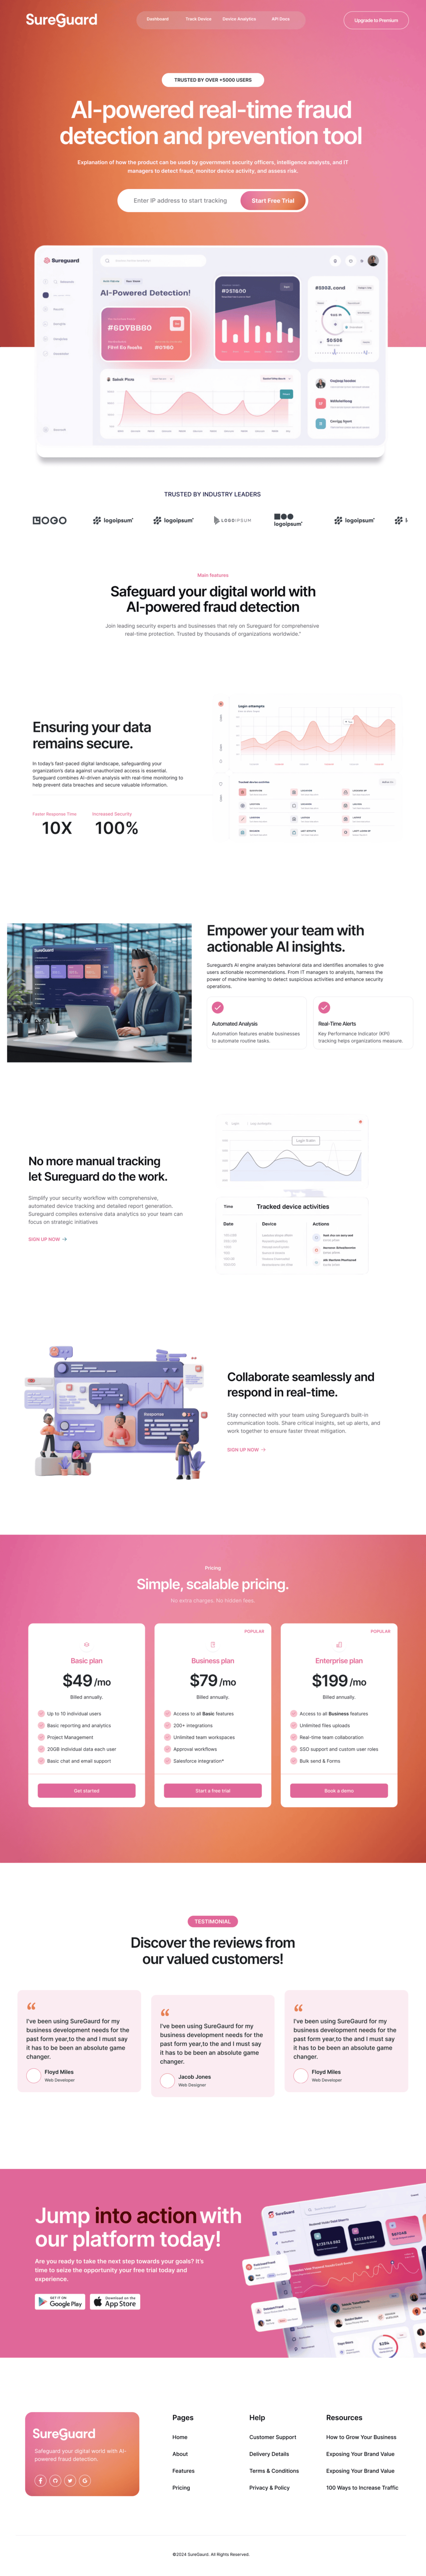 SureGuard
Dashboard Track Device Device Analytics API Docs
Upgrade to Premium
TRUSTED BY OVER +5000 USERS
AI-powered real-time fraud
detection and prevention tool
Explanation of how the product can be used by government security officers, intelligence analysis, and IT
managers to detect fraud, monitor device activity, and assess risk.
Enter IP address to start tracking
Start Free Trial
Sureguard
AI-Powered Detection!
TRUSTED BY INDUSTRY LEADERS
LOGO
logoipsum
logoipsum
LOGOIPSUM
logoipsum
logoipsum
Main features
Safeguard your digital world with
AI-powered fraud detection
Join leading security experts and businesses that rely on Sureguard for comprehensive
real-time protection. Trusted by thousands of organizations worldwide."
Ensuring your data
remains secure.
In today's fast-paced digital landscape, safeguarding your
organization's data against unauthorized access is essential.
Sureguard combines AI-driven analysis with real-time monitoring to
help prevent data breaches and secure valuable information.
Faster Response Time
10X
Increased Security
100%
Login attempts
Tracked device activities
SureGuard
Empower your team with
actionable AI insights.
Sureguard's AI engine analyzes behavioral data and identifies anomalies to give
users actionable recommendations. From IT managers to analysts, harness the
power of machine learning to detect suspicious activities and enhance security
operations.
Automated Analysis
Automation features enable businesses
to automate routine tasks.
Real-Time Alerts
Key Performance Indicator (KPI)
tracking helps organizations measure.
No more manual tracking
let Sureguard do the work.
Simplify your security workflow with comprehensive,
automated device tracking and detailed report generation.
Sureguard compiles extensive data analytics so your team can
focus on strategic initiatives
SIGN UP NOW
Time
Tracked device activities
Date Device Actions
Response
Collaborate seamlessly and
respond in real-time.
Stay connected with your team using Sureguard's built-in
communication tools. Share critical insights, set up alerts, and
work together to ensure faster threat mitigation.
SIGN UP NOW
Pricing
Simple, scalable pricing.
No extra charges. No hidden fees.
Basic plan
$49 /mo
Billed annually.
Up to 10 individual users
Basic reporting and analytics
Project Management
20GB individual data each user
Basic chat and email support
Get started
POPULAR
Business plan
$79 /mo
Billed annually.
Access to all Basic features
200+ integrations
Unlimited team workspaces
Approval workflows
Salesforce integration*
Start a free trial
POPULAR
Enterprise plan
$199 /mo
Billed annually.
Access to all Business features
Unlimited files uploads
Real-time team collaboration
SSO support and custom user roles
Bulk send & Forms
Book a demo
TESTIMONIAL
Discover the reviews from
our valued customers!
I've been using SureGaurd for my
business development needs for the
past form year,to the and I must say
it has to be been an absolute game
changer.
Floyd Miles
Web Developer
I've been using SureGaurd for my
business development needs for the
past form year,to the and I must say
it has to be been an absolute game
changer.
Jacob Jones
Web Designer
I've been using SureGaurd for my
business development needs for the
past form year,to the and I must say
it has to be been an absolute game
changer.
Floyd Miles
Web Developer
Jump into action with
our platform today!
Are you ready to take the next step towards your goals? It's
time to seize the opportunity your free trial today and
experience.
GET IT ON
Google Play
Download on the
App Store
SureGuard
SureGuard
Safeguard your digital world with AI-
powered fraud detection.
Pages
Home
About
Features
Pricing
Help
Customer Support
Delivery Details
Terms & Conditions
Privacy & Policy
Resources
How to Grow Your Business
Exposing Your Brand Value
Exposing Your Brand Value
100 Ways to Increase Traffic
©2024 SureGaurd. All Rights Reserved.